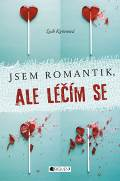 JSEM ROMANTIK,
ALE LÉČÍM SE